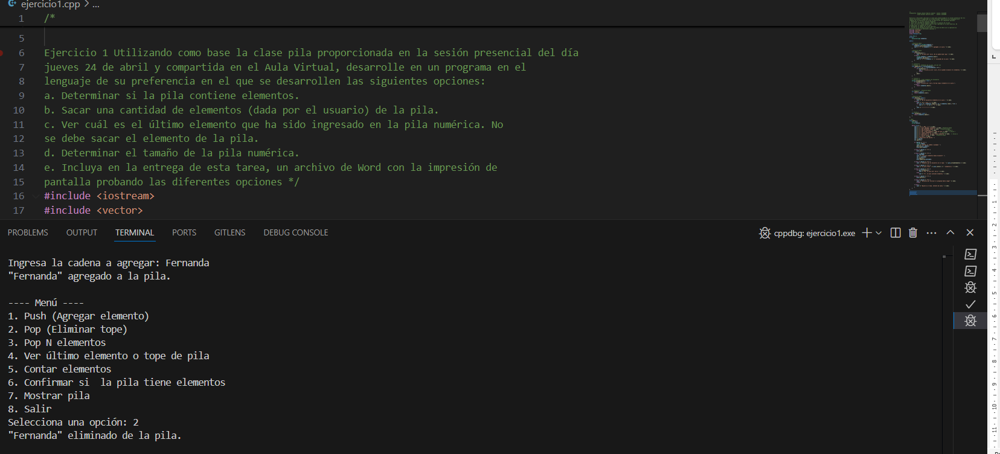 ejercicio1.cpp > ...
1 /*
5
6 Ejercicio 1 Utilizando como base la clase pila proporcionada en la sesión presencial del día
7 jueves 24 de abril y compartida en el Aula Virtual, desarrolle en un programa en el
8 lenguaje de su preferencia en el que se desarrollen las siguientes opciones:
9 a. Determinar si la pila contiene elementos.
10 b. Sacar una cantidad de elementos (dada por el usuario) de la pila.
11 c. Ver cuál es el último elemento que ha sido ingresado en la pila numérica. No
12 se debe sacar el elemento de la pila.
13 d. Determinar el tamaño de la pila numérica.
14 e. Incluya en la entrega de esta tarea, un archivo de Word con la impresión de
15 pantalla probando las diferentes opciones */
16 #include <iostream>
17 #include <vector>
PROBLEMS OUTPUT TERMINAL PORTS GITLENS DEBUG CONSOLE cppdbg: ejercicio1.exe
Ingresa la cadena a agregar: Fernanda
"Fernanda" agregado a la pila.
---- Menú ----
1. Push (Agregar elemento)
2. Pop (Eliminar tope)
3. Pop N elementos
4. Ver último elemento o tope de pila
5. Contar elementos
6. Confirmar si  la pila tiene elementos
7. Mostrar pila
8. Salir
Selecciona una opción: 2
"Fernanda" eliminado de la pila.